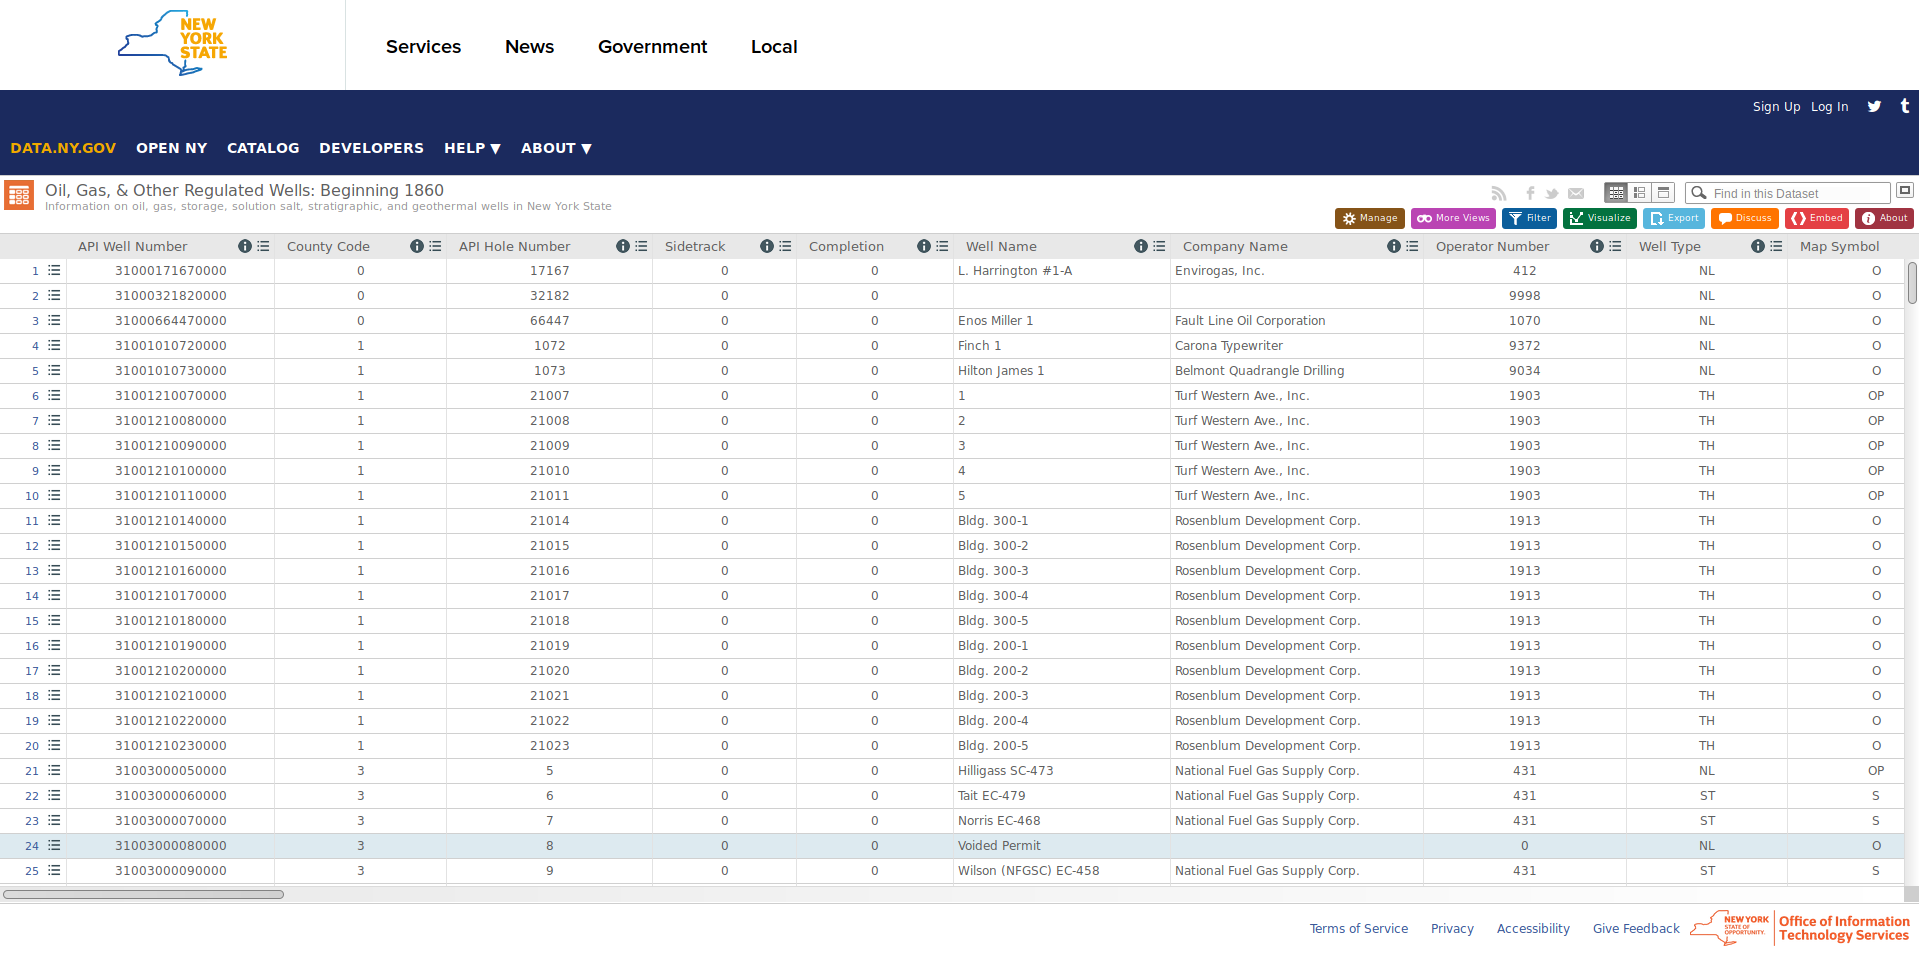 NEW
YORK
STATE
Services News Government Local
Sign Up Log In
DATA.NY.GOV OPEN NY CATALOG DEVELOPERS HELP ▼ ABOUT ▼
Oil, Gas, & Other Regulated Wells: Beginning 1860
Information on oil, gas, storage, solution salt, stratigraphic, and geothermal wells in New York State
Find in this Dataset
Manage More Views Filter Visualize Export Discuss Embed About
API Well Number County Code API Hole Number Sidetrack Completion Well Name Company Name Operator Number Well Type Map Symbol
1 31000171670000 0 17167 0 0 L. Harrington #1-A Envirogas, Inc. 412 NL O
2 31000321820000 0 32182 0 0 9998 NL O
3 31000664470000 0 66447 0 0 Enos Miller 1 Fault Line Oil Corporation 1070 NL O
4 31001010720000 1 1072 0 0 Finch 1 Carona Typewriter 9372 NL O
5 31001010730000 1 1073 0 0 Hilton James 1 Belmont Quadrangle Drilling 9034 NL O
6 31001210070000 1 21007 0 0 1 Turf Western Ave., Inc. 1903 TH OP
7 31001210080000 1 21008 0 0 2 Turf Western Ave., Inc. 1903 TH OP
8 31001210090000 1 21009 0 0 3 Turf Western Ave., Inc. 1903 TH OP
9 31001210100000 1 21010 0 0 4 Turf Western Ave., Inc. 1903 TH OP
10 31001210110000 1 21011 0 0 5 Turf Western Ave., Inc. 1903 TH OP
11 31001210140000 1 21014 0 0 Bldg. 300-1 Rosenblum Development Corp. 1913 TH O
12 31001210150000 1 21015 0 0 Bldg. 300-2 Rosenblum Development Corp. 1913 TH O
13 31001210160000 1 21016 0 0 Bldg. 300-3 Rosenblum Development Corp. 1913 TH O
14 31001210170000 1 21017 0 0 Bldg. 300-4 Rosenblum Development Corp. 1913 TH O
15 31001210180000 1 21018 0 0 Bldg. 300-5 Rosenblum Development Corp. 1913 TH O
16 31001210190000 1 21019 0 0 Bldg. 200-1 Rosenblum Development Corp. 1913 TH O
17 31001210200000 1 21020 0 0 Bldg. 200-2 Rosenblum Development Corp. 1913 TH O
18 31001210210000 1 21021 0 0 Bldg. 200-3 Rosenblum Development Corp. 1913 TH O
19 31001210220000 1 21022 0 0 Bldg. 200-4 Rosenblum Development Corp. 1913 TH O
20 31001210230000 1 21023 0 0 Bldg. 200-5 Rosenblum Development Corp. 1913 TH O
21 31003000050000 3 5 0 0 Hilligass SC-473 National Fuel Gas Supply Corp. 431 NL OP
22 31003000060000 3 6 0 0 Tait EC-479 National Fuel Gas Supply Corp. 431 ST S
23 31003000070000 3 7 0 0 Norris EC-468 National Fuel Gas Supply Corp. 431 ST S
24 31003000080000 3 8 0 0 Voided Permit 0 NL O
25 31003000090000 3 9 0 0 Wilson (NFGSC) EC-458 National Fuel Gas Supply Corp. 431 ST S
Terms of Service Privacy Accessibility Give Feedback
NEW YORK
STATE OF
OPPORTUNITY.
Office of Information
Technology Services